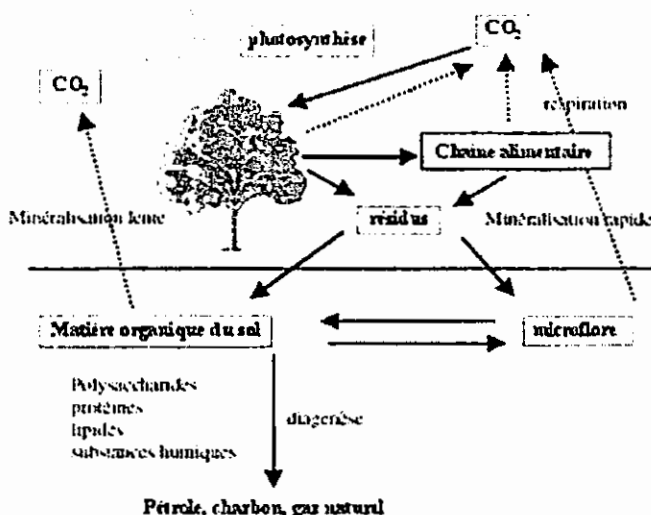 photosynthèse
CO₂
CO₂
respiration
Chaîne alimentaire
Minéralisation lente
résidus
Minéralisation rapide
Matière organique du sol
microflore
Polysaccharides
protéines
lipides
substances humiques
diagenèse
Pétrole, charbon, gaz naturel